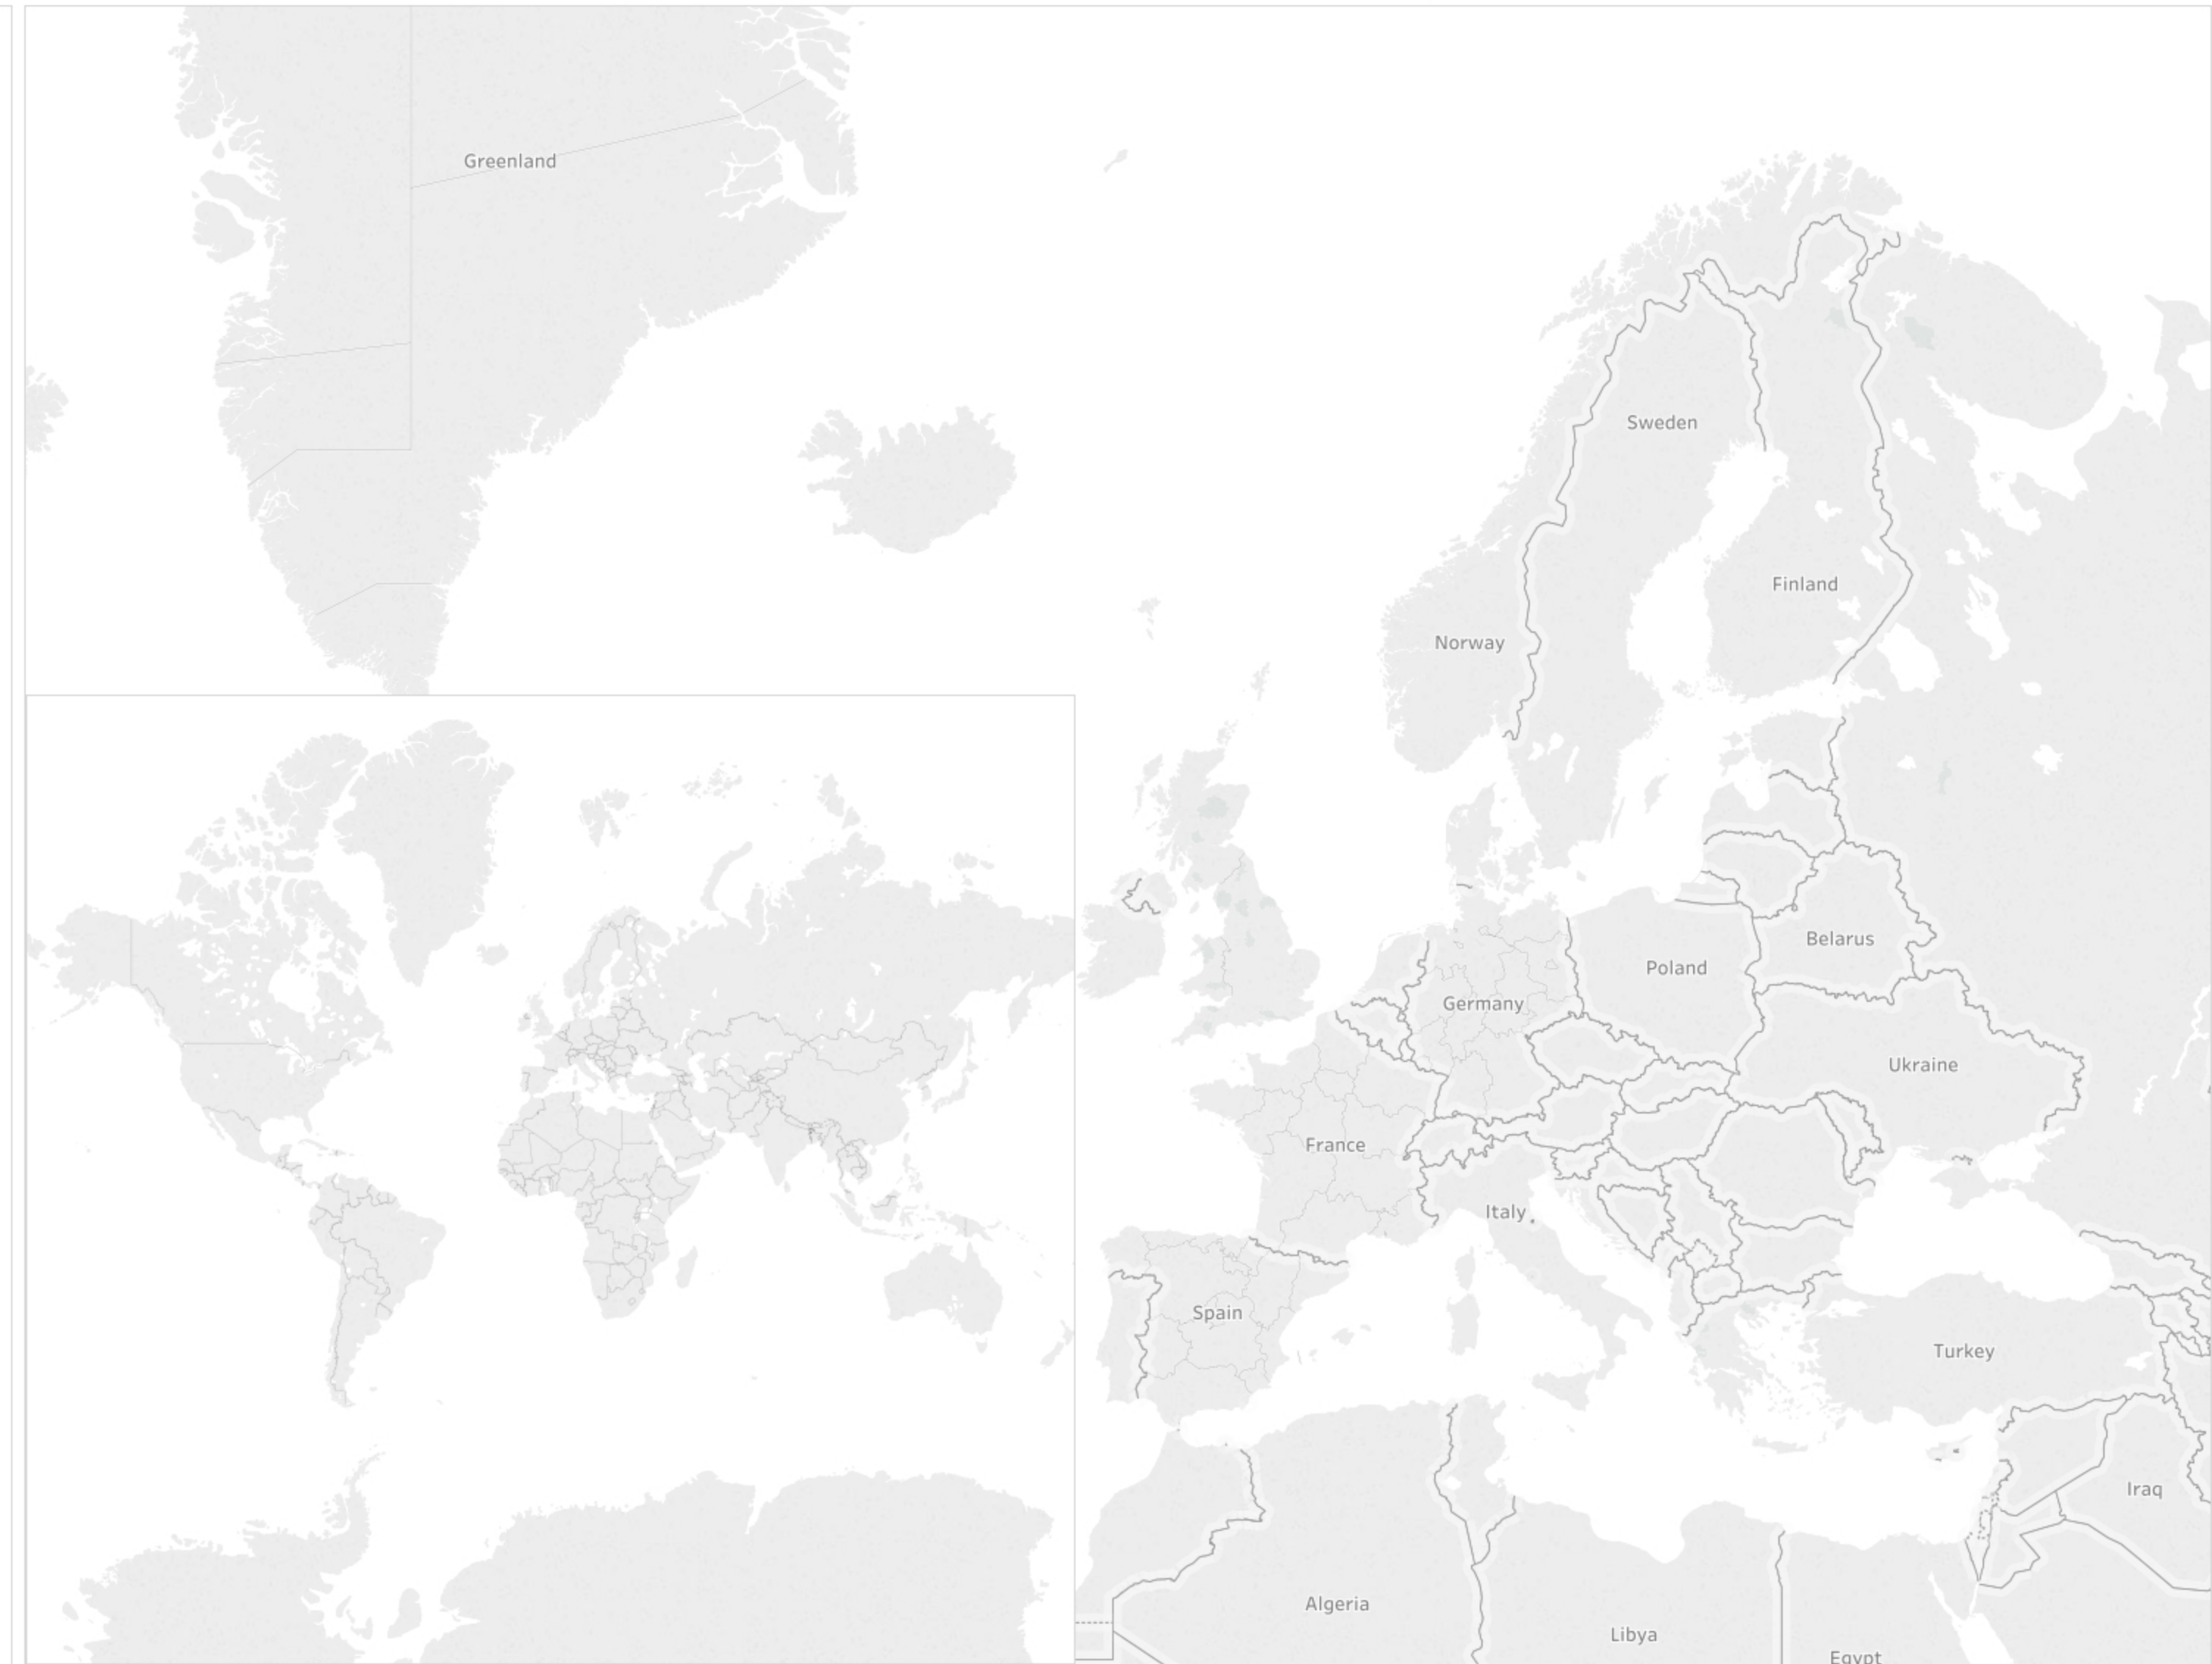 Greenland
Sweden
Finland
Norway
Belarus
Poland
Germany
Ukraine
France
Italy
Spain
Turkey
Iraq
Algeria
Libya
Egypt